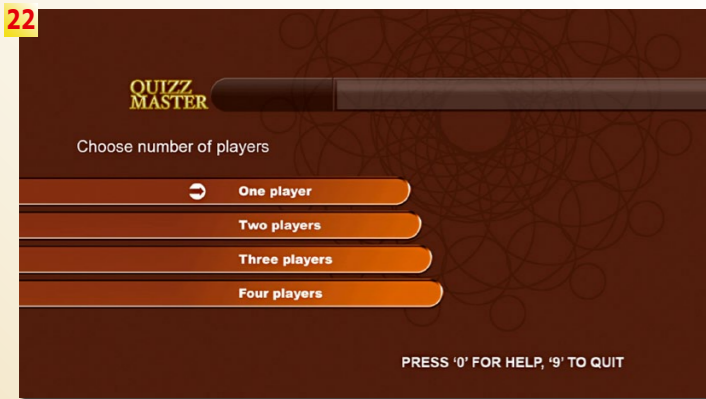 22
QUIZZ
MASTER
Choose number of players
One player
Two players
Three players
Four players
PRESS ‘0’ FOR HELP, ‘9’ TO QUIT